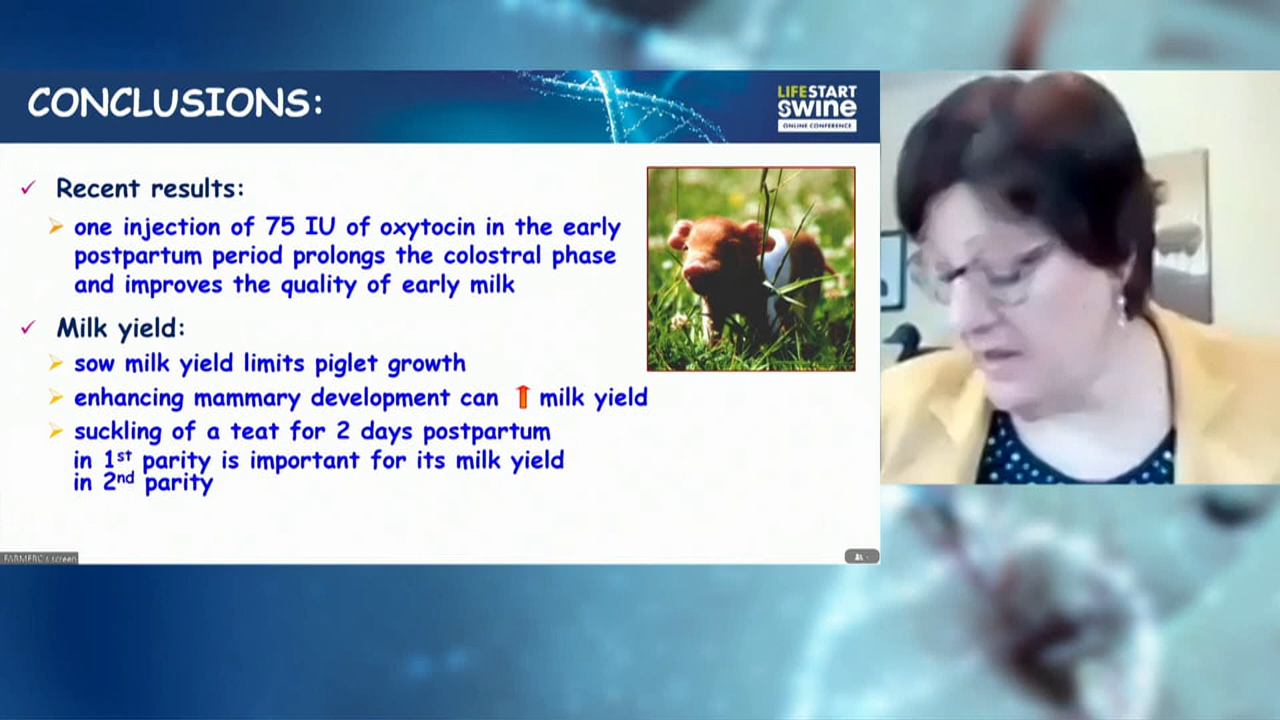 CONCLUSIONS:
LIFESTART
SWINE
ONLINE CONFERENCE
Recent results:
one injection of 75 IU of oxytocin in the early
postpartum period prolongs the colostral phase
and improves the quality of early milk
Milk yield:
sow milk yield limits piglet growth
enhancing mammary development can milk yield
suckling of a teat for 2 days postpartum
in 1st parity is important for its milk yield
in 2nd parity
screen